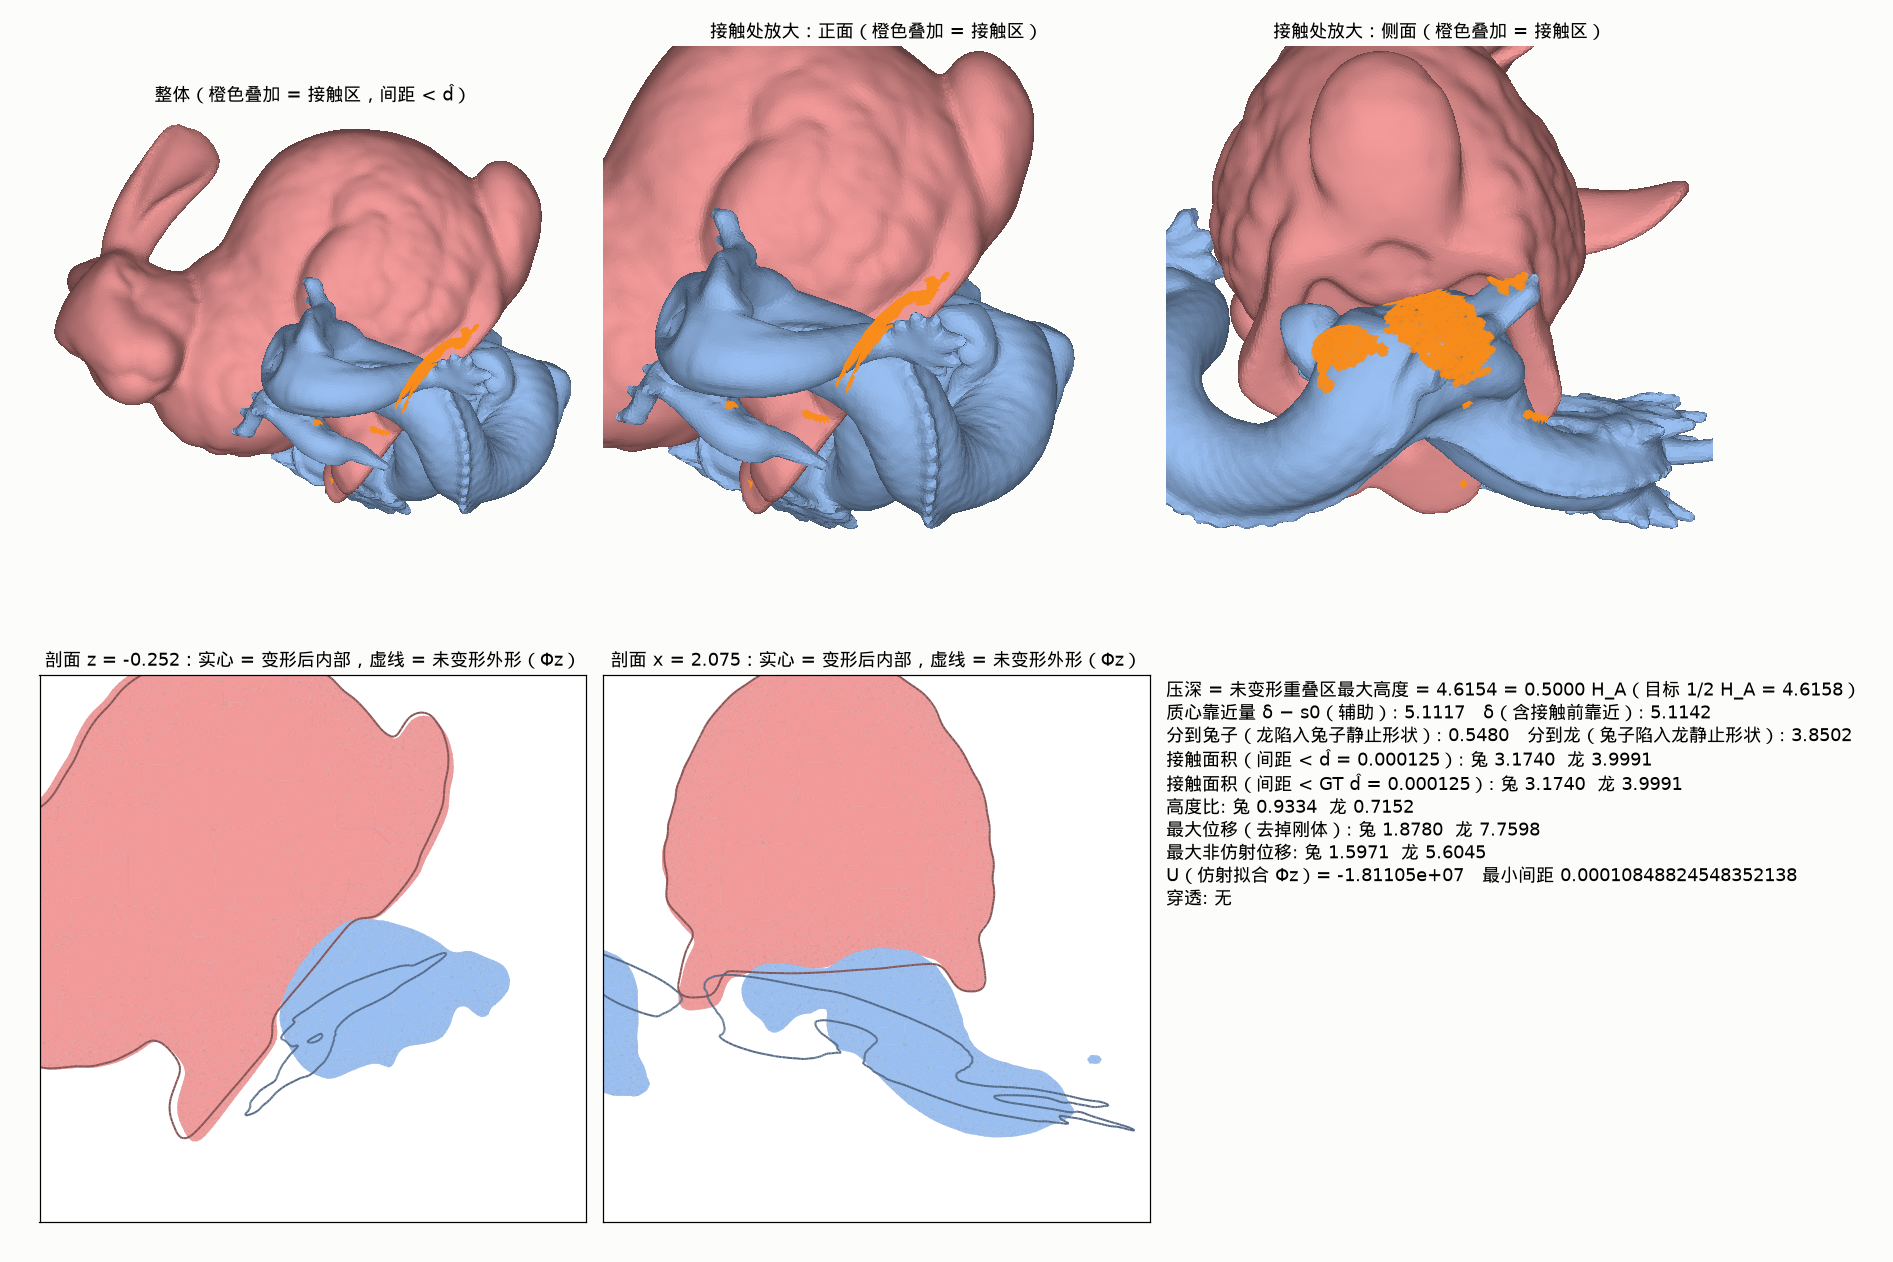 接触处放大：正面（橙色叠加 = 接触区）
接触处放大：侧面（橙色叠加 = 接触区）
整体（橙色叠加 = 接触区，间距 < d̂）
剖面 z = -0.252：实心 = 变形后内部，虚线 = 未变形外形（Φz）
剖面 x = 2.075：实心 = 变形后内部，虚线 = 未变形外形（Φz）
压深 = 未变形重叠区最大高度 = 4.6154 = 0.5000 H_A（目标 1/2 H_A = 4.6158）
质心靠近量 δ − s0（辅助）: 5.1117   δ（含接触前靠近）: 5.1142
分到兔子（龙陷入兔子静止形状）: 0.5480   分到龙（兔子陷入龙静止形状）: 3.8502
接触面积（间距 < d̂ = 0.000125）: 兔 3.1740  龙 3.9991
接触面积（间距 < GT d̂ = 0.000125）: 兔 3.1740  龙 3.9991
高度比: 兔 0.9334  龙 0.7152
最大位移（去掉刚体）: 兔 1.8780  龙 7.7598
最大非仿射位移: 兔 1.5971  龙 5.6045
U（仿射拟合 Φz）= -1.81105e+07   最小间距 0.00010848824548352138
穿透: 无